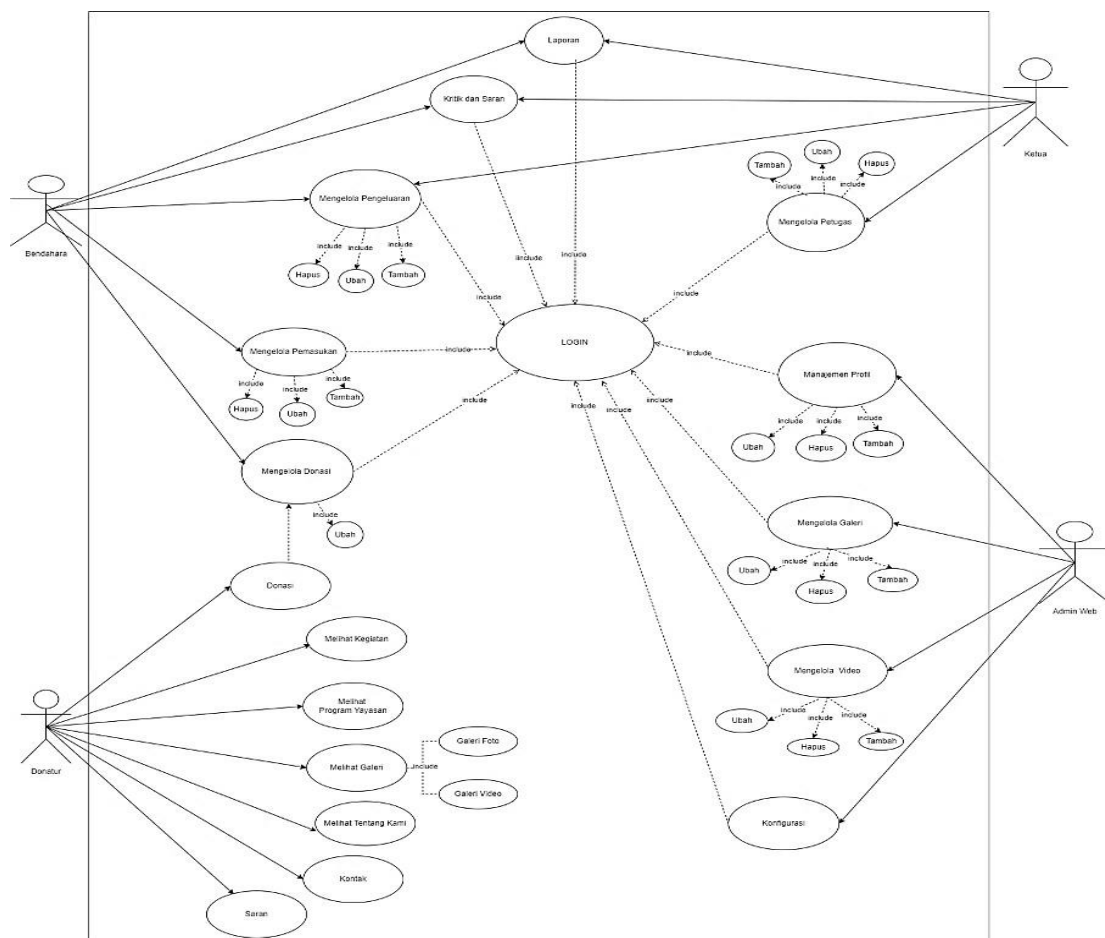 Laporan
Kritik dan Saran
Ketua
Tambah
Ubah
Hapus
include
include
include
Mengelola Pengeluaran
Mengelola Petugas
Bendahara
include
include
include
include
include
Hapus
Ubah
Tambah
include
include
include
LOGIN
Mengelola Pemasukan
include
include
Manajemen Profil
include
include
include
include
include
Hapus
Ubah
Tambah
include
include
include
include
Ubah
Hapus
Tambah
Mengelola Donasi
include
Ubah
Mengelola Galeri
include
include
include
Ubah
Hapus
Tambah
Donasi
Admin Web
Melihat Kegiatan
Mengelola Video
Melihat
Program Yayasan
include
include
include
Ubah
Hapus
Tambah
Galeri Foto
Donatur
Melihat Galeri
include
Galeri Video
Melihat Tentang Kami
Konfigurasi
Kontak
Saran